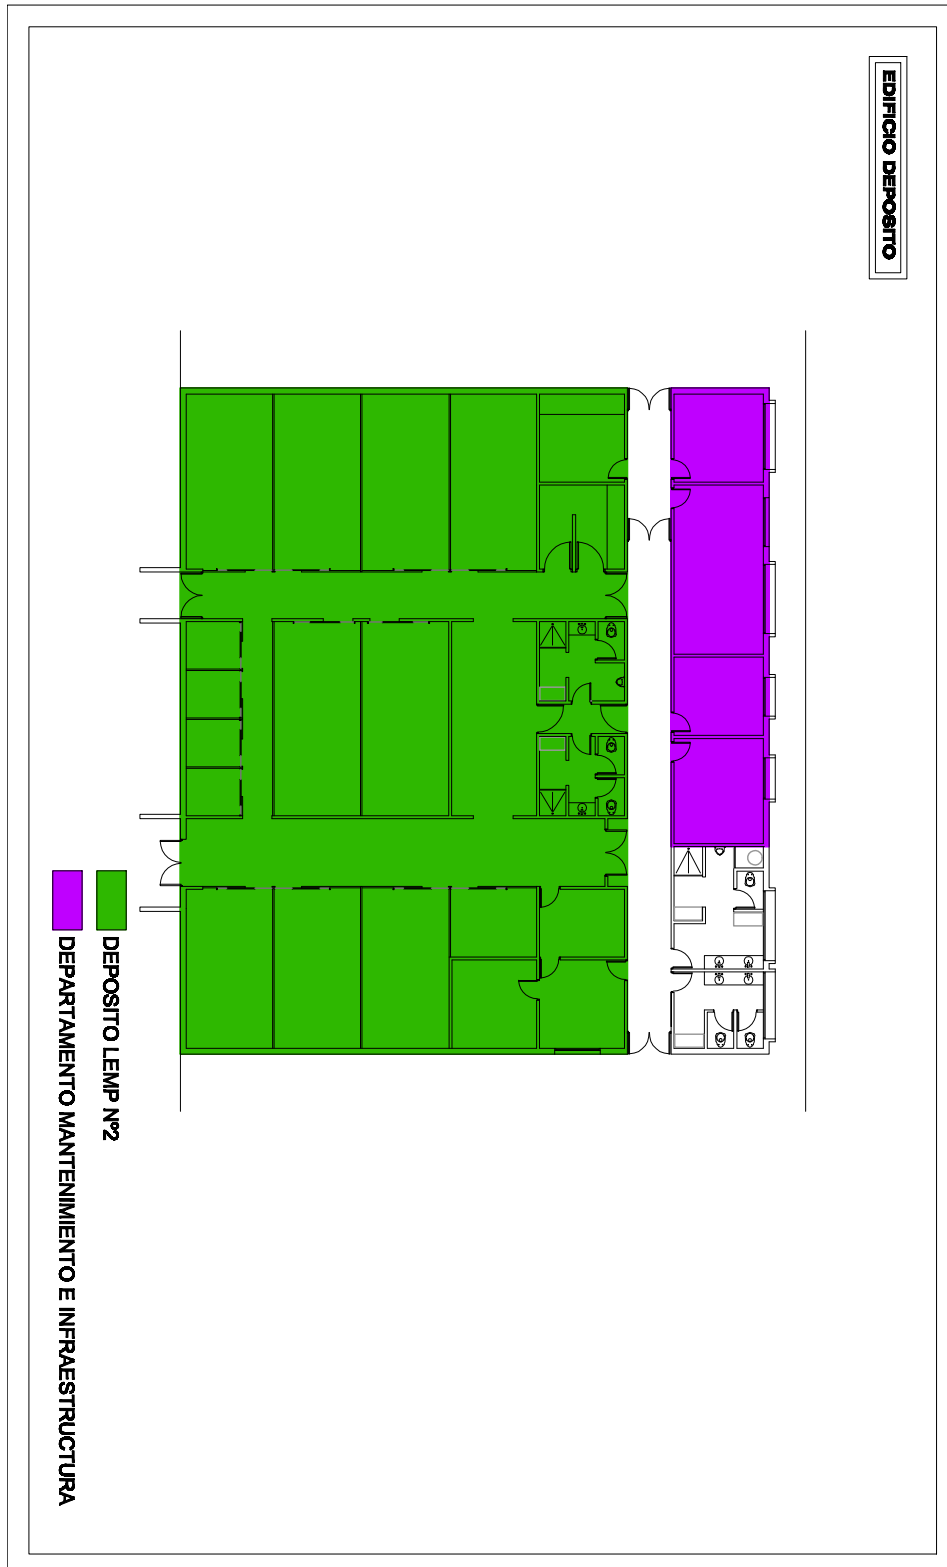 EDIFICIO DEPOSITO
DEPOSITO LEMP Nº2
DEPARTAMENTO MANTENIMIENTO E INFRAESTRUCTURA